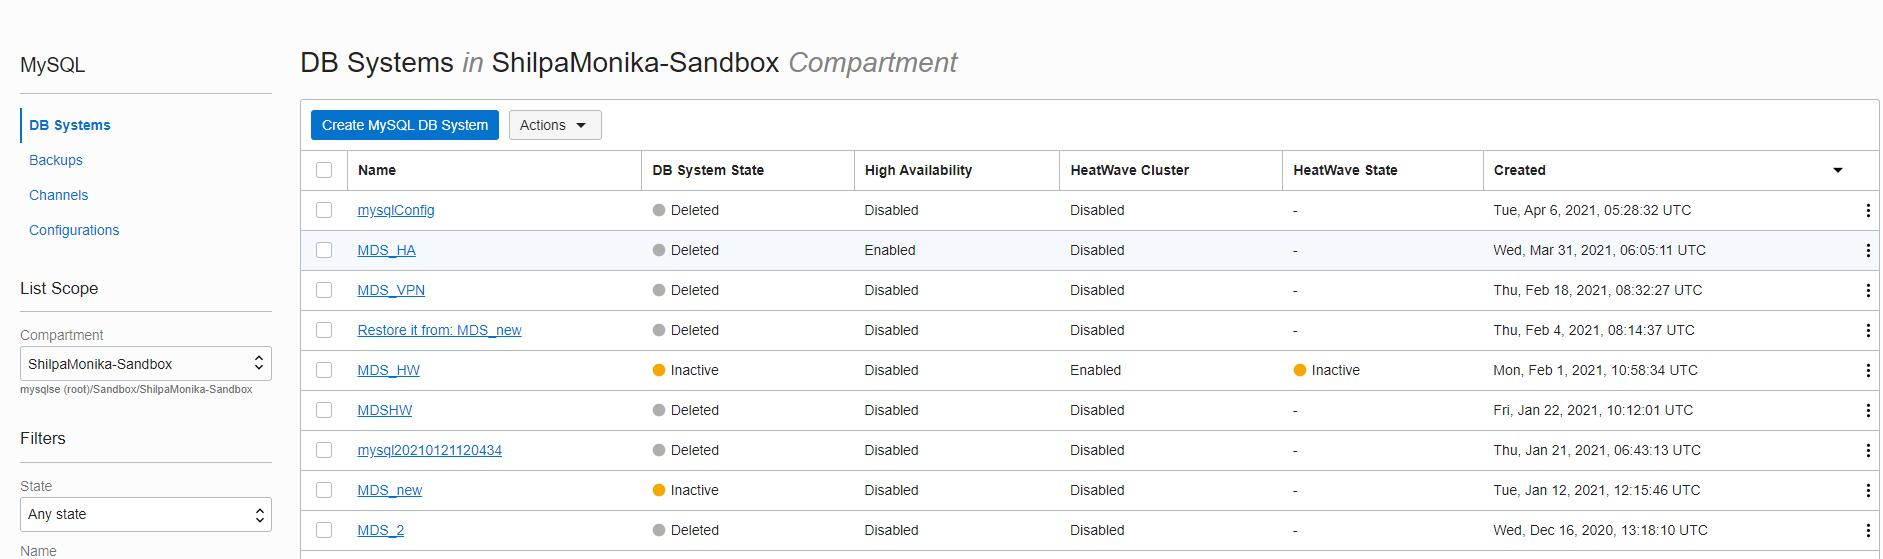 MySQL
DB Systems
Backups
Channels
Configurations
List Scope
Compartment
ShilpaMonika-Sandbox
mysqlse (root)/Sandbox/ShilpaMonika-Sandbox
Filters
State
Any state
Name
DB Systems in ShilpaMonika-Sandbox Compartment
Create MySQL DB System Actions
Name DB System State High Availability HeatWave Cluster HeatWave State Created
mysqlConfig Deleted Disabled Disabled - Tue, Apr 6, 2021, 05:28:32 UTC
MDS_HA Deleted Enabled Disabled - Wed, Mar 31, 2021, 06:05:11 UTC
MDS_VPN Deleted Disabled Disabled - Thu, Feb 18, 2021, 08:32:27 UTC
Restore it from: MDS_new Deleted Disabled Disabled - Thu, Feb 4, 2021, 08:14:37 UTC
MDS_HW Inactive Disabled Enabled Inactive Mon, Feb 1, 2021, 10:58:34 UTC
MDSHW Deleted Disabled Disabled - Fri, Jan 22, 2021, 10:12:01 UTC
mysql20210121120434 Deleted Disabled Disabled - Thu, Jan 21, 2021, 06:43:13 UTC
MDS_new Inactive Disabled Disabled - Tue, Jan 12, 2021, 12:15:46 UTC
MDS_2 Deleted Disabled Disabled - Wed, Dec 16, 2020, 13:18:10 UTC